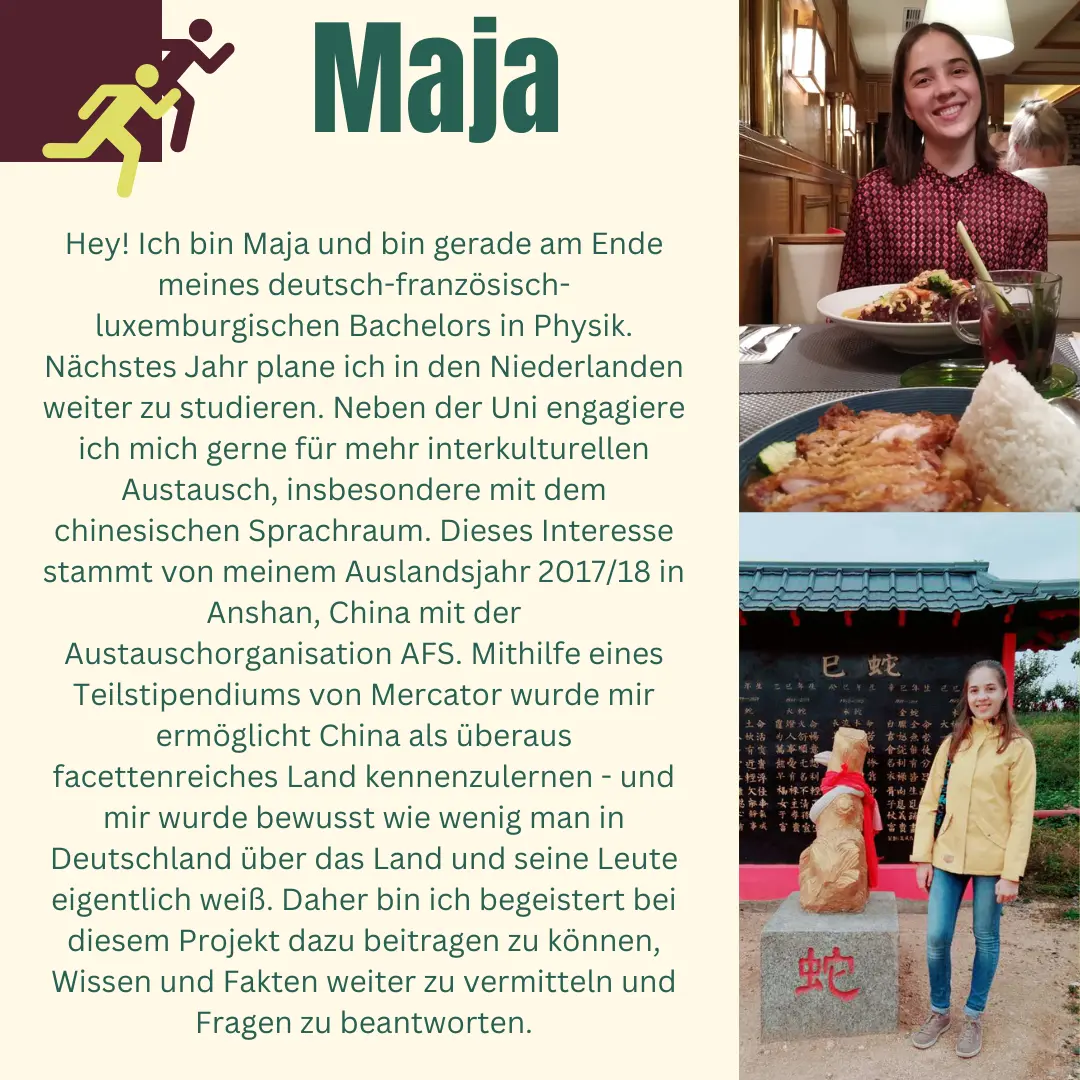 Maja
Hey! Ich bin Maja und bin gerade am Ende
meines deutsch-französisch-
luxemburgischen Bachelors in Physik.
Nächstes Jahr plane ich in den Niederlanden
weiter zu studieren. Neben der Uni engagiere
ich mich gerne für mehr interkulturellen
Austausch, insbesondere mit dem
chinesischen Sprachraum. Dieses Interesse
stammt von meinem Auslandsjahr 2017/18 in
Anshan, China mit der
Austauschorganisation AFS. Mithilfe eines
Teilstipendiums von Mercator wurde mir
ermöglicht China als überaus
facettenreiches Land kennenzulernen - und
mir wurde bewusst wie wenig man in
Deutschland über das Land und seine Leute
eigentlich weiß. Daher bin ich begeistert bei
diesem Projekt dazu beitragen zu können,
Wissen und Fakten weiter zu vermitteln und
Fragen zu beantworten.
巳 蛇
蛇